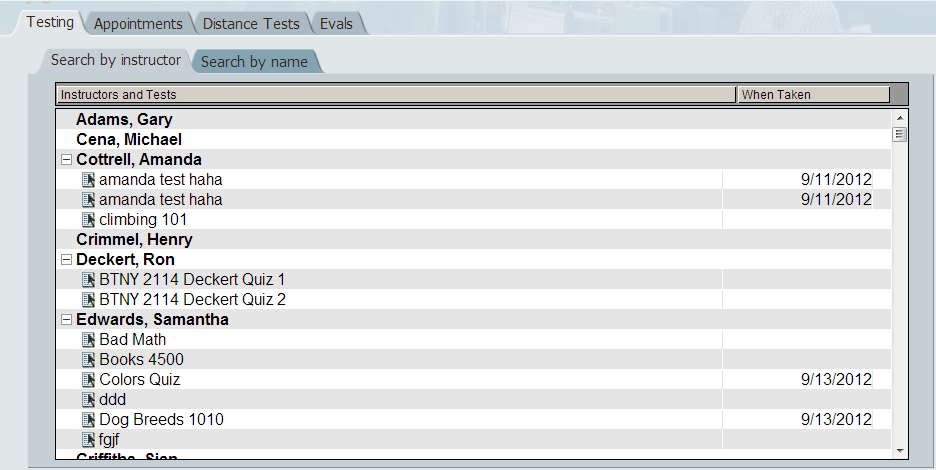 Testing Appointments Distance Tests Evals
Search by instructor Search by name
Instructors and Tests When Taken
Adams, Gary
Cena, Michael
Cottrell, Amanda
amanda test haha 9/11/2012
amanda test haha 9/11/2012
climbing 101
Crimmel, Henry
Deckert, Ron
BTNY 2114 Deckert Quiz 1
BTNY 2114 Deckert Quiz 2
Edwards, Samantha
Bad Math
Books 4500
Colors Quiz 9/13/2012
ddd
Dog Breeds 1010 9/13/2012
fgjf
Griffiths, Sian